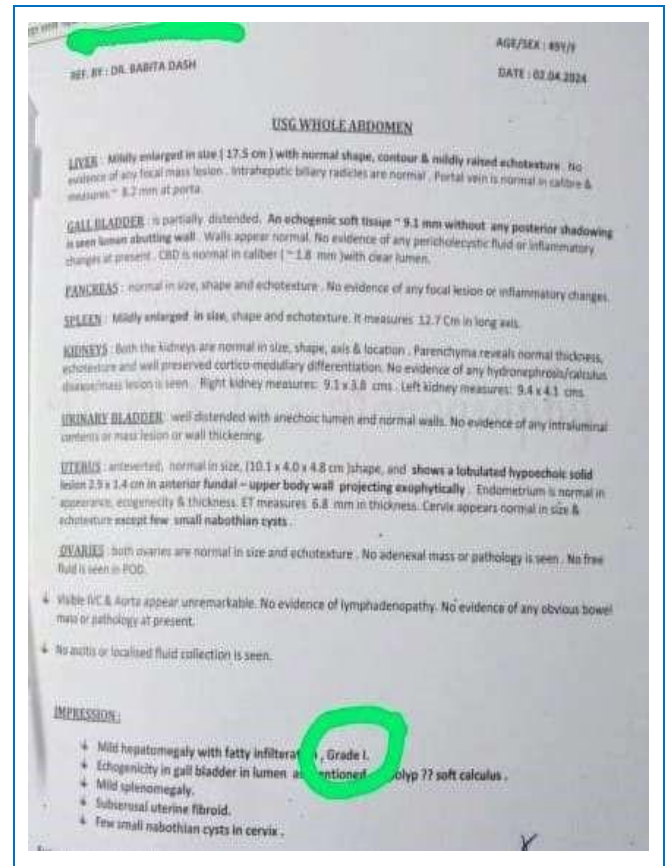 AGE/SEX : 49Y/F
REF. BY : DR. BABITA DASH
DATE : 02.04.2024
USG WHOLE ABDOMEN
LIVER : Mildly enlarged in size ( 17.5 cm ) with normal shape, contour & mildly raised echotexture . No
evidence of any focal mass lesion . Intrahepatic biliary radicles are normal . Portal vein is normal in calibre &
measures ~ 8.2 mm at porta.
GALL BLADDER : is partially distended. An echogenic soft tissue ~ 9.1 mm without any posterior shadowing
is seen lumen abutting wall . Walls appear normal. No evidence of any pericholecystic fluid or inflammatory
changes at present . CBD is normal in caliber ( ~ 1.8 mm )with clear lumen.
PANCREAS : normal in size, shape and echotexture . No evidence of any focal lesion or inflammatory changes.
SPLEEN : Mildly enlarged in size, shape and echotexture. It measures 12.7 Cm in long axis.
KIDNEYS : Both the kidneys are normal in size, shape, axis & location . Parenchyma reveals normal thickness,
echotexture and well preserved cortico-medullary differentiation. No evidence of any hydronephrosis/calculus
disease/mass lesion is seen . Right kidney measures: 9.1 x 3.8 cms . Left kidney measures: 9.4 x 4.1 cms.
URINARY BLADDER: well distended with anechoic lumen and normal walls. No evidence of any intraluminal
contents or mass lesion or wall thickening.
UTERUS : anteverted, normal in size, (10.1 x 4.0 x 4.8 cm )shape, and shows a lobulated hypoechoic solid
lesion 2.9 x 1.4 cm in anterior fundal – upper body wall projecting exophytically . Endometrium is normal in
appearance, ecogenecity & thickness. ET measures 6.8 mm in thickness. Cervix appears normal in size &
echotexture except few small nabothian cysts .
OVARIES : both ovaries are normal in size and echotexture . No adenexal mass or pathology is seen . No free
fluid is seen in POD.
Visible IVC & Aorta appear unremarkable. No evidence of lymphadenopathy. No evidence of any obvious bowel
mass or pathology at present.
No ascitis or localised fluid collection is seen.
IMPRESSION :
Mild hepatomegaly with fatty , Grade I.
Echogenicity in gall bladder in lumen ?? soft calculus .
Mild splenomegaly.
Subserosal uterine fibroid.
Few small nabothian cysts in cervix .